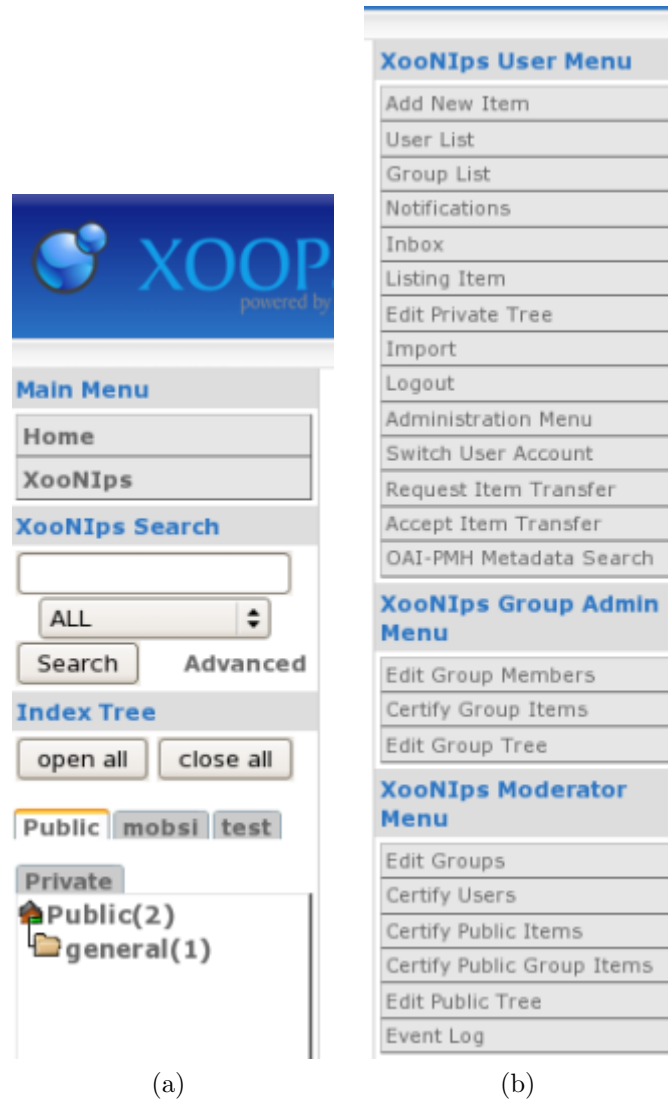 XOOP
powered by
Main Menu
Home
XooNIps
XooNIps Search
ALL
Search Advanced
Index Tree
open all close all
Public mobsi test
Private
Public(2)
general(1)
(a)
XooNIps User Menu
Add New Item
User List
Group List
Notifications
Inbox
Listing Item
Edit Private Tree
Import
Logout
Administration Menu
Switch User Account
Request Item Transfer
Accept Item Transfer
OAI-PMH Metadata Search
XooNIps Group Admin
Menu
Edit Group Members
Certify Group Items
Edit Group Tree
XooNIps Moderator
Menu
Edit Groups
Certify Users
Certify Public Items
Certify Public Group Items
Edit Public Tree
Event Log
(b)